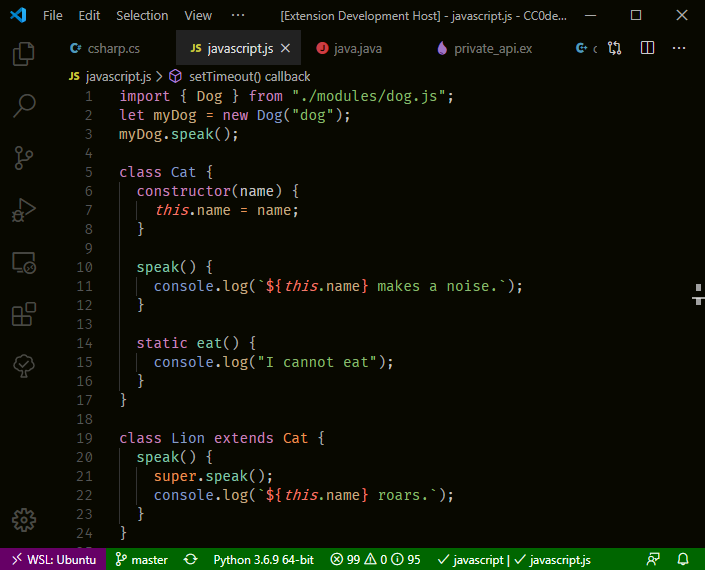 File Edit Selection View ··· [Extension Development Host] - javascript.js - CC0de...
csharp.cs JS javascript.js java.java private_api.ex c
JS javascript.js > setTimeout() callback
1 import { Dog } from "./modules/dog.js";
2 let myDog = new Dog("dog");
3 myDog.speak();
4
5 class Cat {
6 constructor(name) {
7 this.name = name;
8 }
9
10 speak() {
11 console.log(`${this.name} makes a noise.`);
12 }
13
14 static eat() {
15 console.log("I cannot eat");
16 }
17 }
18
19 class Lion extends Cat {
20 speak() {
21 super.speak();
22 console.log(`${this.name} roars.`);
23 }
24 }
WSL: Ubuntu master Python 3.6.9 64-bit 99 0 95 ✓ javascript | ✓ javascript.js